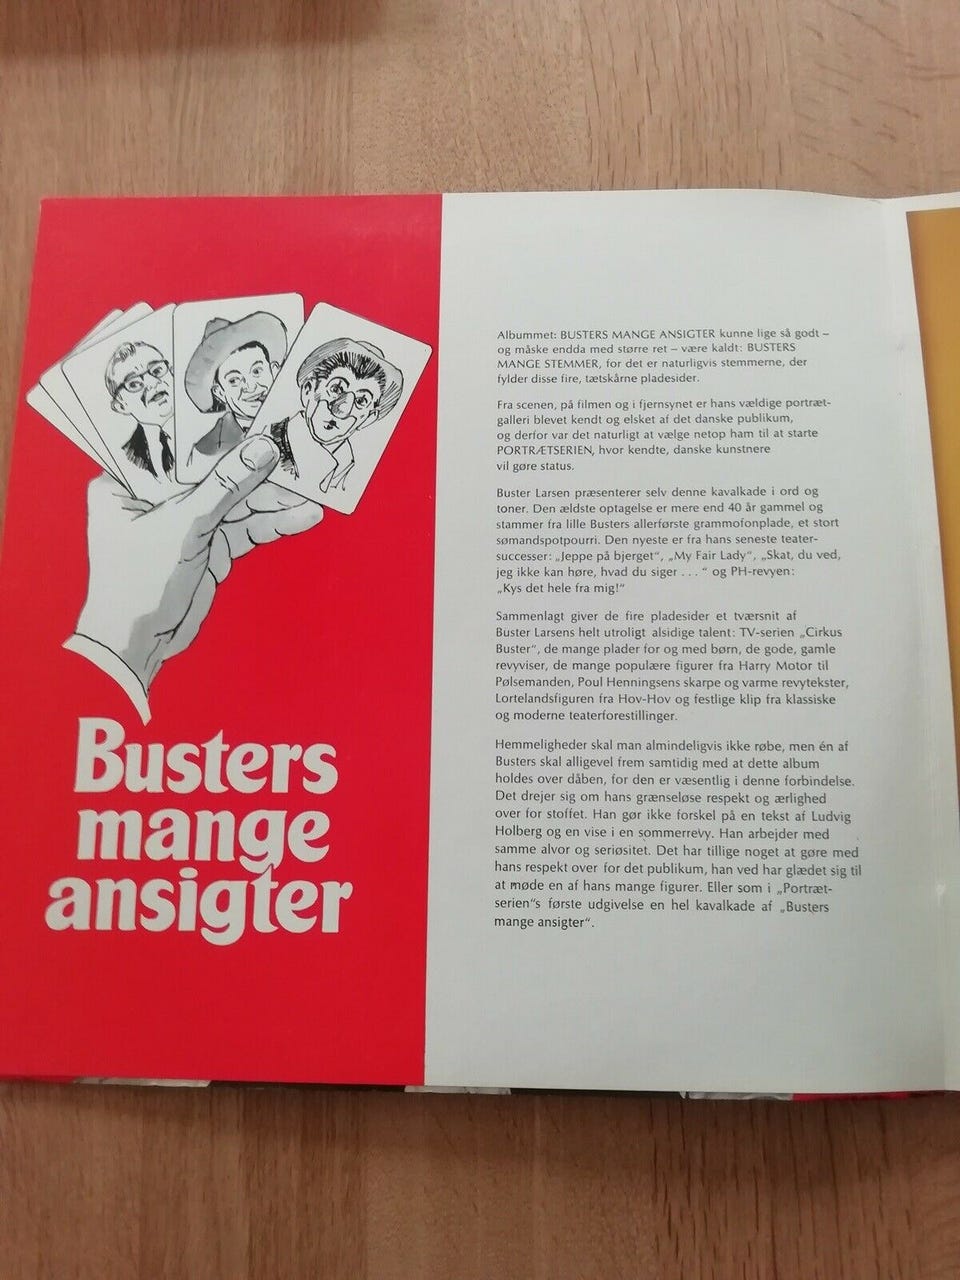 Busters
mange
ansigter
Albummet: BUSTERS MANGE ANSIGTER kunne lige så godt –
og måske endda med større ret – være kaldt: BUSTERS
MANGE STEMMER, for det er naturligvis stemmerne, der
fylder disse fire, tætskårne pladesider.
Fra scenen, på filmen og i fjernsynet er hans vældige portræt-
galleri blevet kendt og elsket af det danske publikum,
og derfor var det naturligt at vælge netop ham til at starte
PORTRÆTSERIEN, hvor kendte, danske kunstnere
vil gøre status.
Buster Larsen præsenterer selv denne kavalkade i ord og
toner. Den ældste optagelse er mere end 40 år gammel og
stammer fra lille Busters allerførste grammofonplade, et stort
sømandspotpourri. Den nyeste er fra hans seneste teater-
successer: „Jeppe på bjerget“, „My Fair Lady“, „Skat, du ved,
jeg ikke kan høre, hvad du siger . . . “ og PH-revyen:
„Kys det hele fra mig!“
Sammenlagt giver de fire pladesider et tværsnit af
Buster Larsens helt utroligt alsidige talent: TV-serien „Cirkus
Buster“, de mange plader for og med børn, de gode, gamle
revyviser, de mange populære figurer fra Harry Motor til
Pølsemanden, Poul Henningsens skarpe og varme revytekster,
Lortelandsfiguren fra Hov-Hov og festlige klip fra klassiske
og moderne teaterforestillinger.
Hemmeligheder skal man almindeligvis ikke røbe, men én af
Busters skal alligevel frem samtidig med at dette album
holdes over dåben, for den er væsentlig i denne forbindelse.
Det drejer sig om hans grænseløse respekt og ærlighed
over for stoffet. Han gør ikke forskel på en tekst af Ludvig
Holberg og en vise i en sommerrevy. Han arbejder med
samme alvor og seriøsitet. Det har tillige noget at gøre med
hans respekt over for det publikum, han ved har glædet sig til
at møde en af hans mange figurer. Eller som i „Portræt-
serien“s første udgivelse en hel kavalkade af „Busters
mange ansigter“.